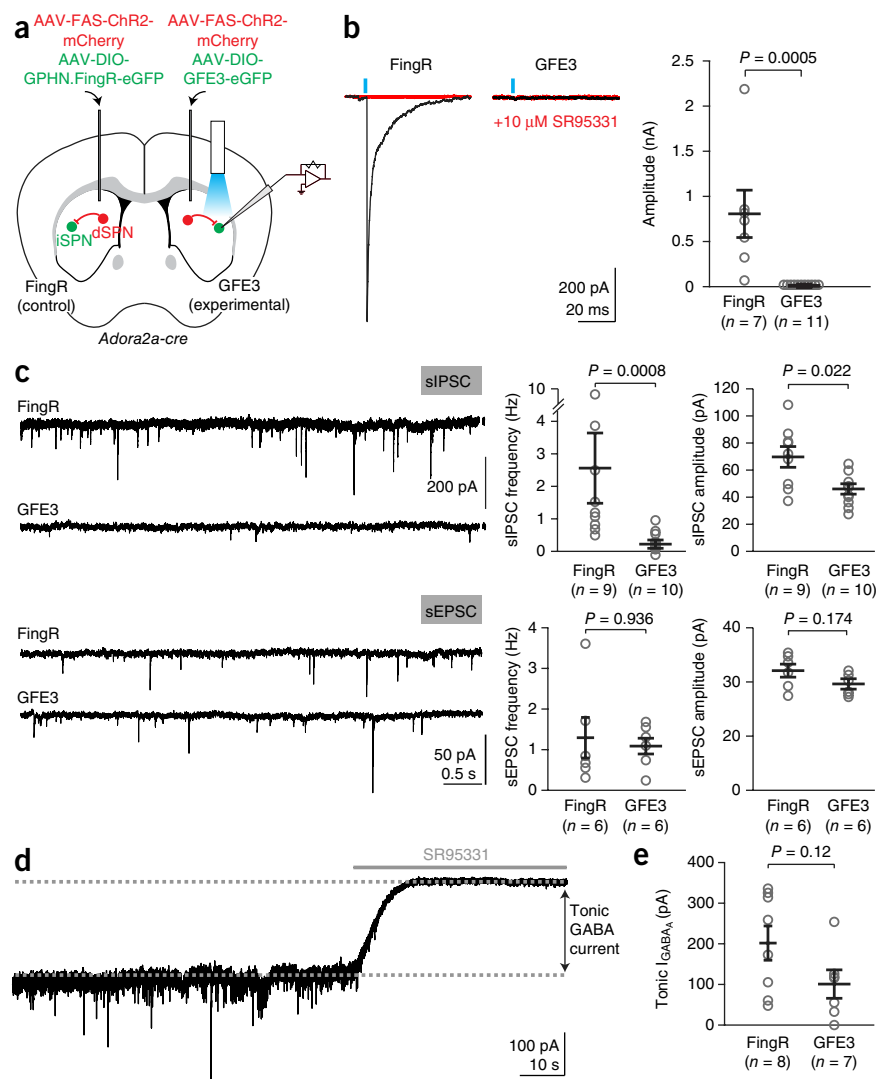 a
AAV-FAS-ChR2-
mCherry
AAV-DIO-
GPHN.FingR-eGFP
AAV-FAS-ChR2-
mCherry
AAV-DIO-
GFE3-eGFP
iSPN
dSPN
FingR
(control)
GFE3
(experimental)
Adora2a-cre
b
FingR
GFE3
+10 μM SR95331
200 pA
20 ms
P = 0.0005
Amplitude (nA)
2.5
2
1.5
1
0.5
0
FingR
(n = 7)
GFE3
(n = 11)
c
sIPSC
FingR
200 pA
GFE3
P = 0.0008
sIPSC frequency (Hz)
10
4
3
2
1
0
FingR
(n = 9)
GFE3
(n = 10)
P = 0.022
sIPSC amplitude (pA)
120
100
80
60
40
20
0
FingR
(n = 9)
GFE3
(n = 10)
sEPSC
FingR
GFE3
50 pA
0.5 s
P = 0.936
sEPSC frequency (Hz)
4
3
2
1
0
FingR
(n = 6)
GFE3
(n = 6)
P = 0.174
sEPSC amplitude (pA)
40
30
20
0
FingR
(n = 6)
GFE3
(n = 6)
d
SR95331
Tonic
GABA
current
100 pA
10 s
e
P = 0.12
Tonic IGABAA (pA)
400
300
200
100
0
FingR
(n = 8)
GFE3
(n = 7)